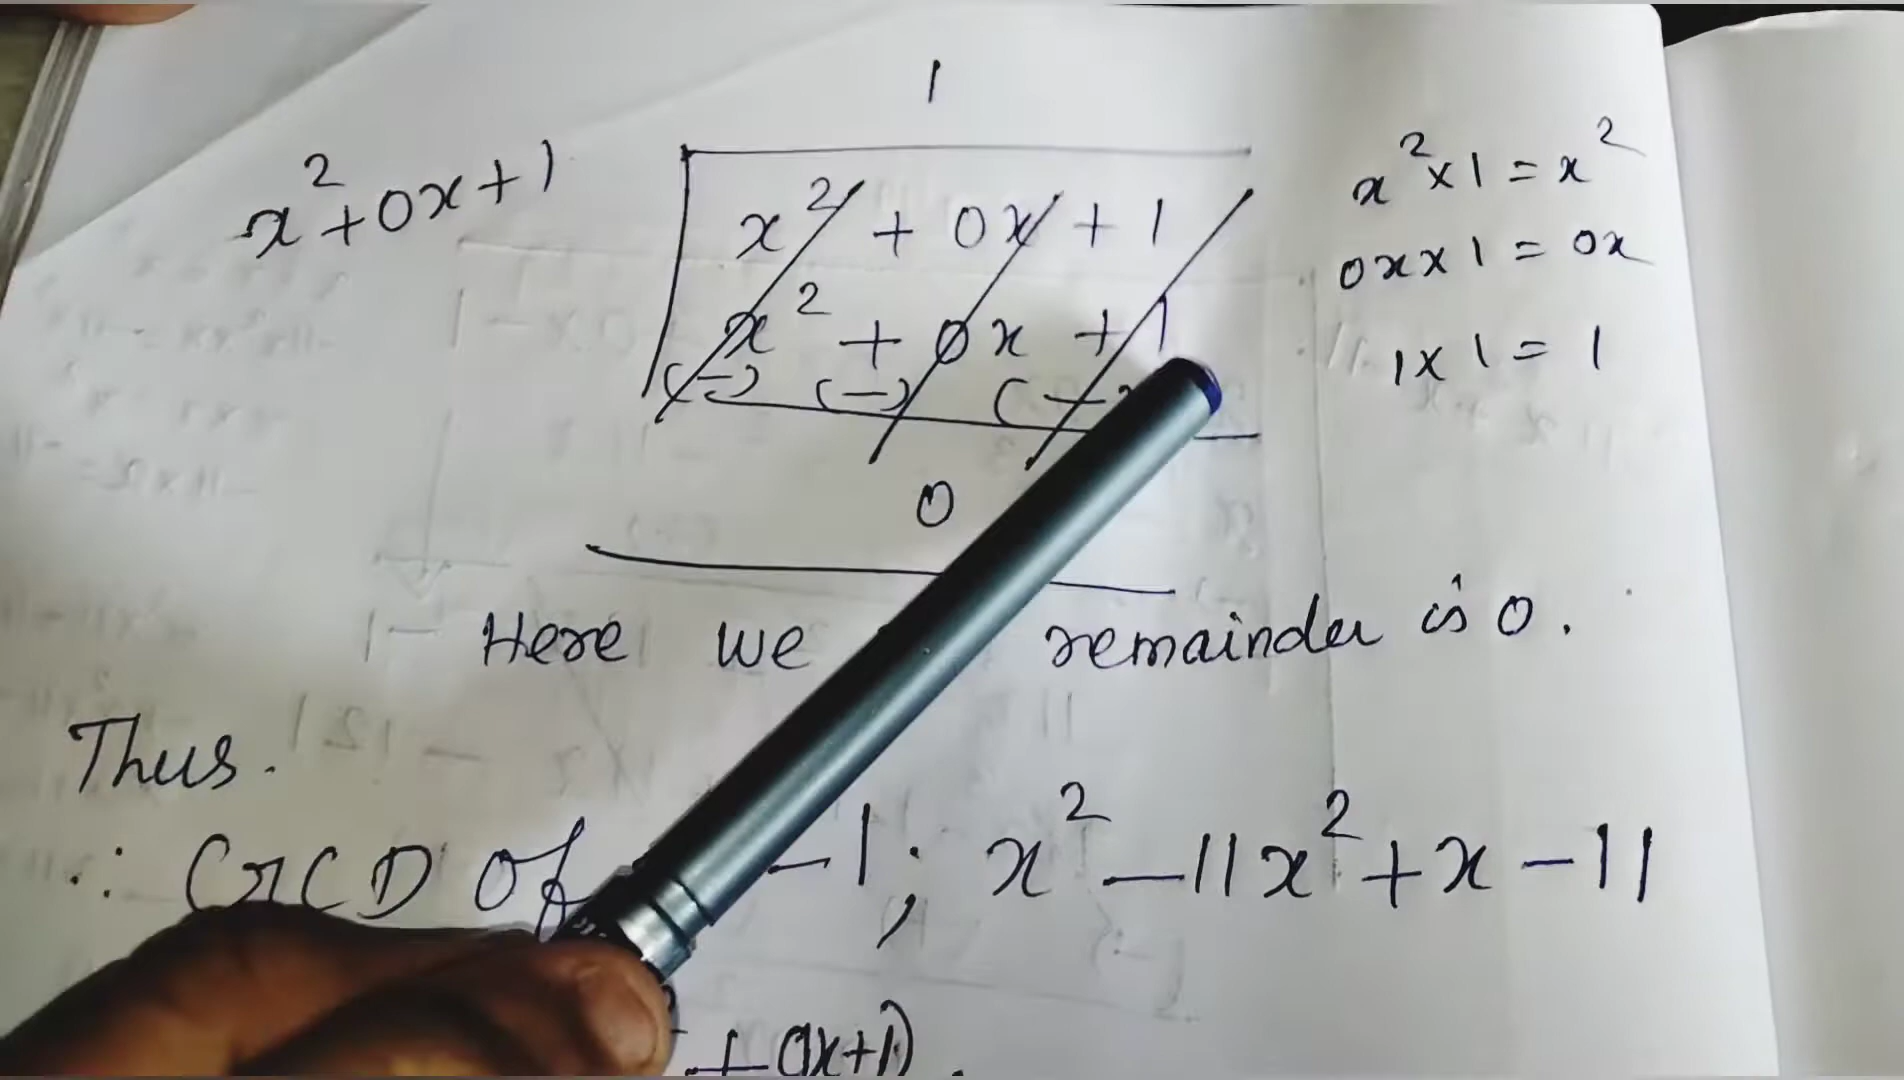 1
x² + 0x + 1
x² + 0x + 1
x² + 0x + 1
(-) (-) (-)
0
x² × 1 = x²
0x × 1 = 0x
1 × 1 = 1
Here we remainder is 0.
Thus.
∴ GCD of - 1; x² - 11x² + x - 11
+ 0x + 1).